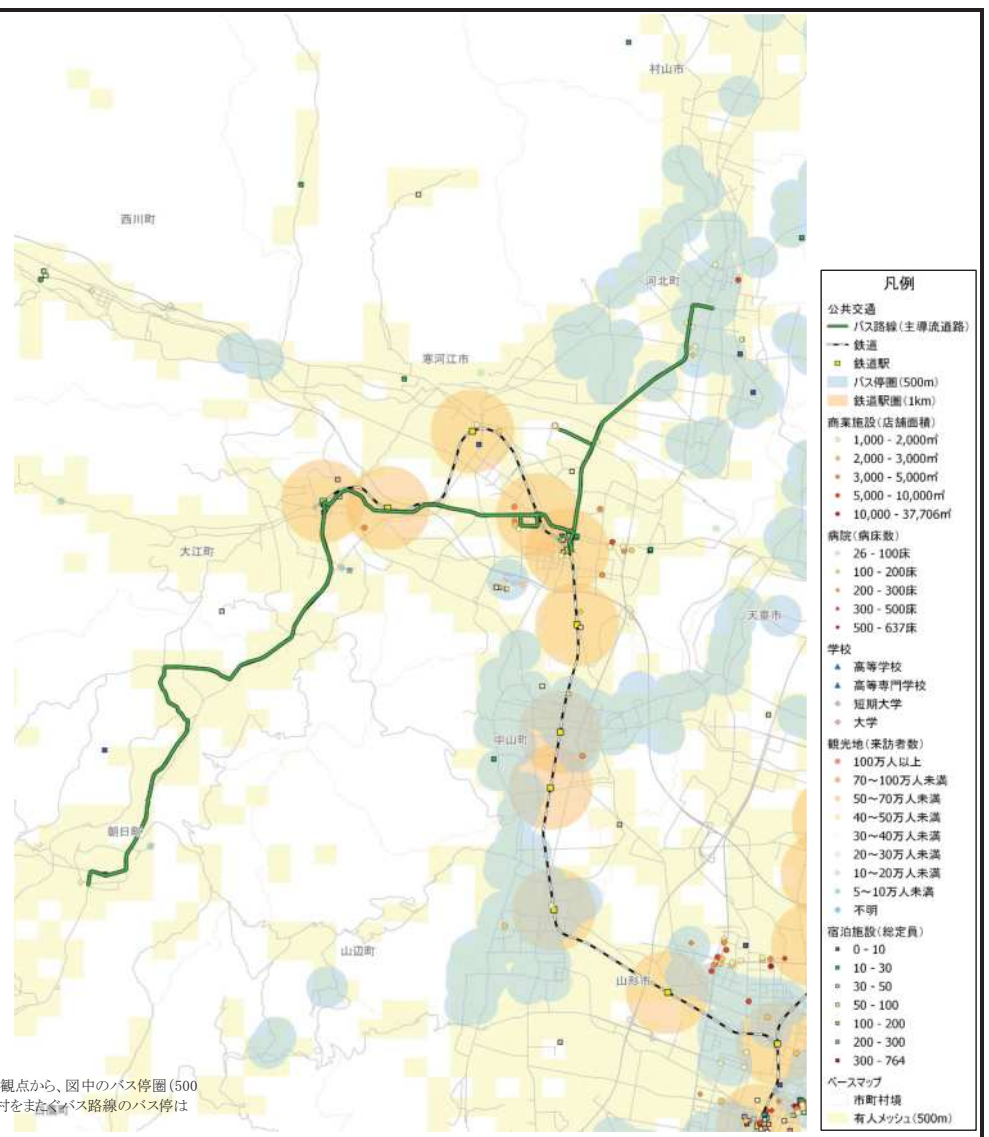 村山市
西川町
河北町
寒河江市
大江町
天童市
中山町
朝日町
山辺町
山形市
観点から、図中のバス停圏(500
村をまたぐバス路線のバス停は
凡例
公共交通
バス路線(主導流道路)
鉄道
鉄道駅
バス停圏(500m)
鉄道駅圏(1km)
商業施設(店舗面積)
1,000 - 2,000㎡
2,000 - 3,000㎡
3,000 - 5,000㎡
5,000 - 10,000㎡
10,000 - 37,706㎡
病院(病床数)
26 - 100床
100 - 200床
200 - 300床
300 - 500床
500 - 637床
学校
高等学校
高等専門学校
短期大学
大学
観光地(来訪者数)
100万人以上
70～100万人未満
50～70万人未満
40～50万人未満
30～40万人未満
20～30万人未満
10～20万人未満
5～10万人未満
不明
宿泊施設(総定員)
0 - 10
10 - 30
30 - 50
50 - 100
100 - 200
200 - 300
300 - 764
ベースマップ
市町村境
有人メッシュ(500m)